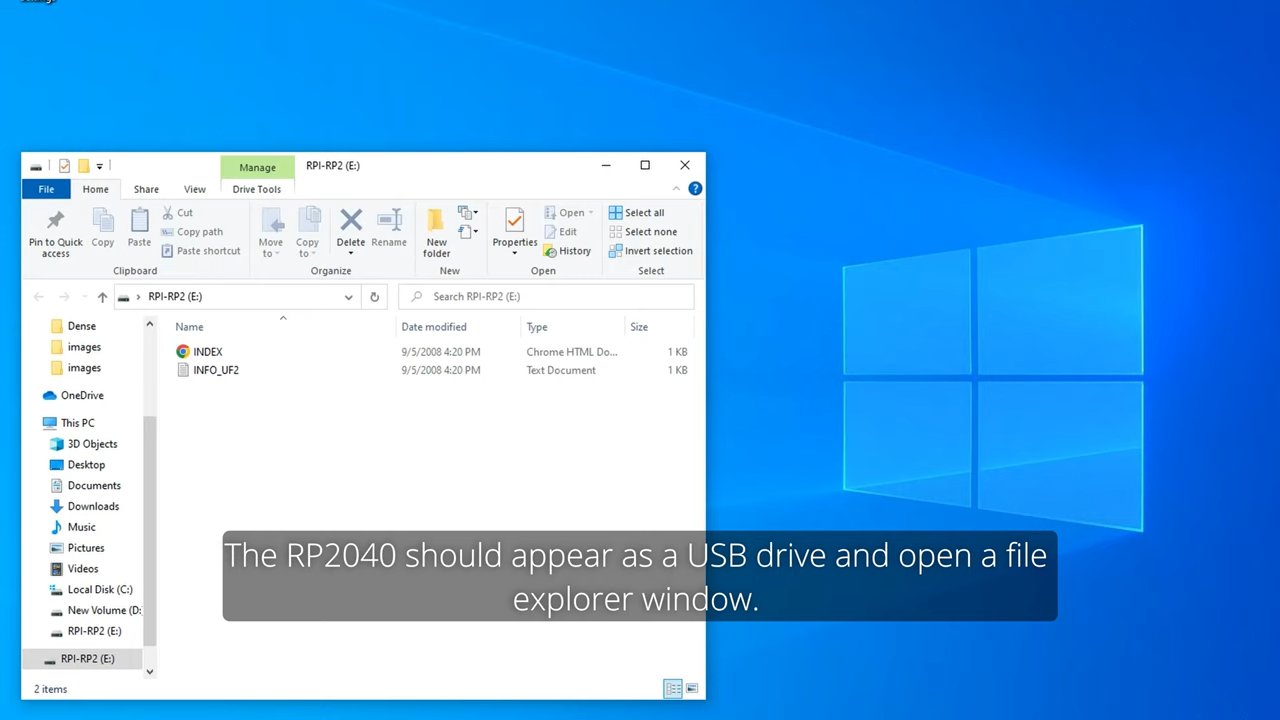 Manage
RPI-RP2 (E:)
File
Home
Share
View
Drive Tools
Pin to Quick access
Copy
Paste
Cut
Copy path
Paste shortcut
Clipboard
Move to
Copy to
Delete
Rename
Organize
New folder
New
Properties
Open
Edit
History
Open
Select all
Select none
Invert selection
Select
RPI-RP2 (E:)
Search RPI-RP2 (E:)
Name
Date modified
Type
Size
INDEX
9/5/2008 4:20 PM
Chrome HTML Do...
1 KB
INFO_UF2
9/5/2008 4:20 PM
Text Document
1 KB
Dense
images
images
OneDrive
This PC
3D Objects
Desktop
Documents
Downloads
Music
Pictures
Videos
Local Disk (C:)
New Volume (D:
RPI-RP2 (E:)
RPI-RP2 (E:)
2 items
The RP2040 should appear as a USB drive and open a file
explorer window.